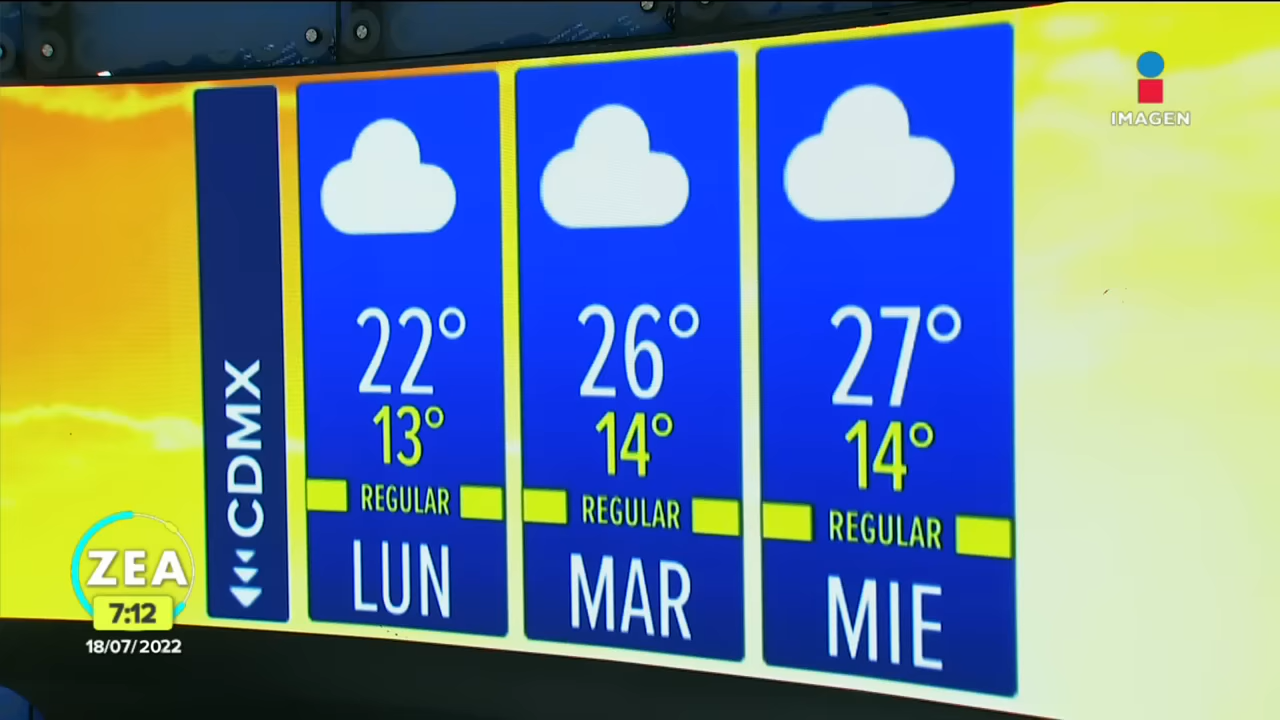 IMAGEN
CDMX
22°
13°
REGULAR
LUN
26°
14°
REGULAR
MAR
27°
14°
REGULAR
MIE
ZEA
7:12
18/07/2022